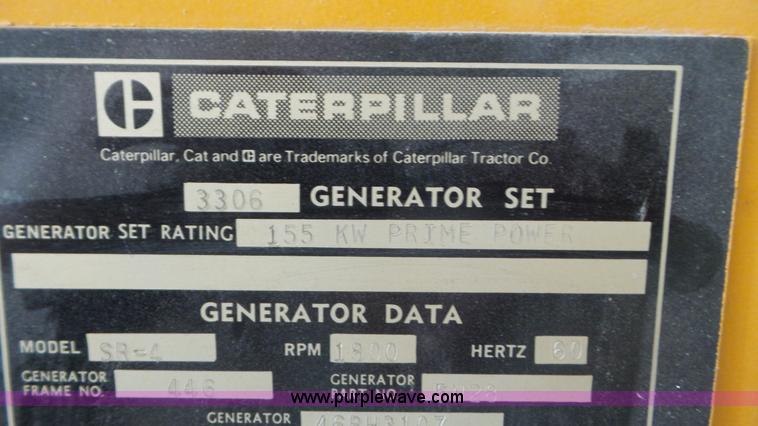 CATERPILLAR
Caterpillar, Cat and C are Trademarks of Caterpillar Tractor Co.
3306 GENERATOR SET
GENERATOR SET RATING 155 KW PRIME POWER
GENERATOR DATA
MODEL SR-4 RPM 1800 HERTZ 60
GENERATOR FRAME NO. 446 GENERATOR
www.purplewave.com
GENERATOR